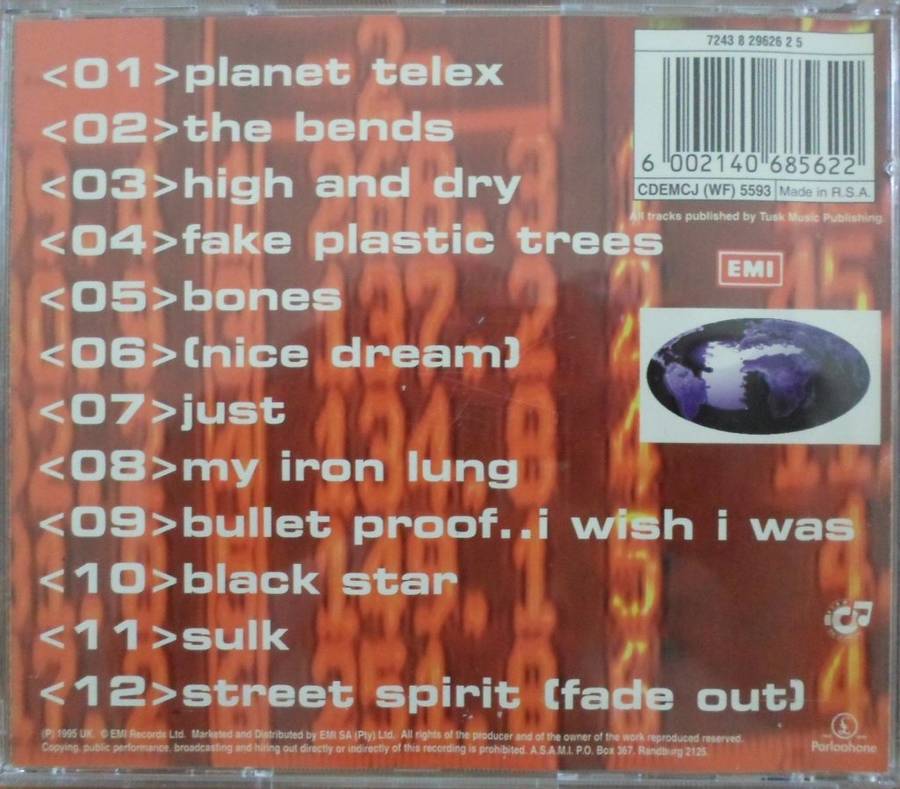 <01>planet telex
<02>the bends
<03>high and dry
<04>fake plastic trees
<05>bones
<06>(nice dream)
<07>just
<08>my iron lung
<09>bullet proof..i wish i was
<10>black star
<11>sulk
<12>street spirit (fade out)
7243 8 29626 2 5
6 002140 685622
CDEMCJ (WF) 5593 Made in R.S.A.
All tracks published by Tusk Music Publishing.
EMI
(P) 1995 UK. © EMI Records Ltd. Marketed and Distributed by EMI SA (Pty) Ltd. All rights of the producer and of the owner of the work reproduced reserved.
Copying, public performance, broadcasting and hiring out directly or indirectly of this recording is prohibited. A.S.A.M.I. P.O. Box 367, Randburg 2125.
Parlophone